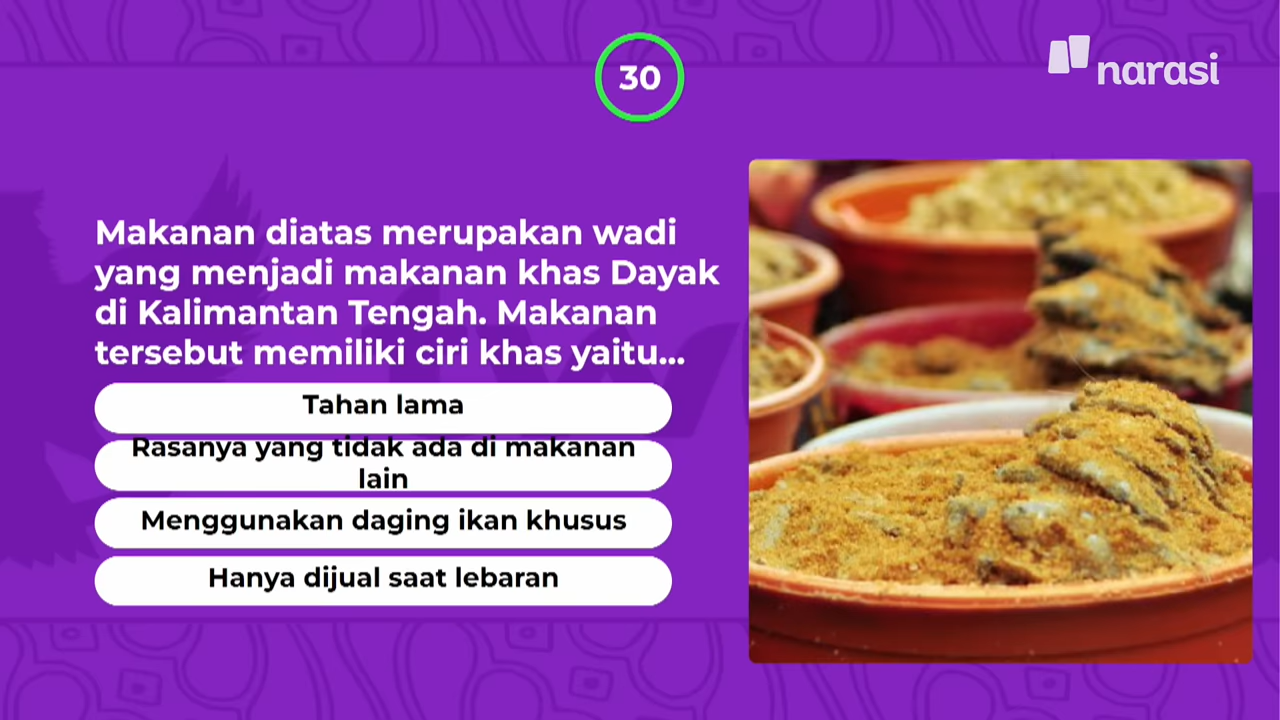 30
narasi
Makanan diatas merupakan wadi
yang menjadi makanan khas Dayak
di Kalimantan Tengah. Makanan
tersebut memiliki ciri khas yaitu...
Tahan lama
Rasanya yang tidak ada di makanan
lain
Menggunakan daging ikan khusus
Hanya dijual saat lebaran